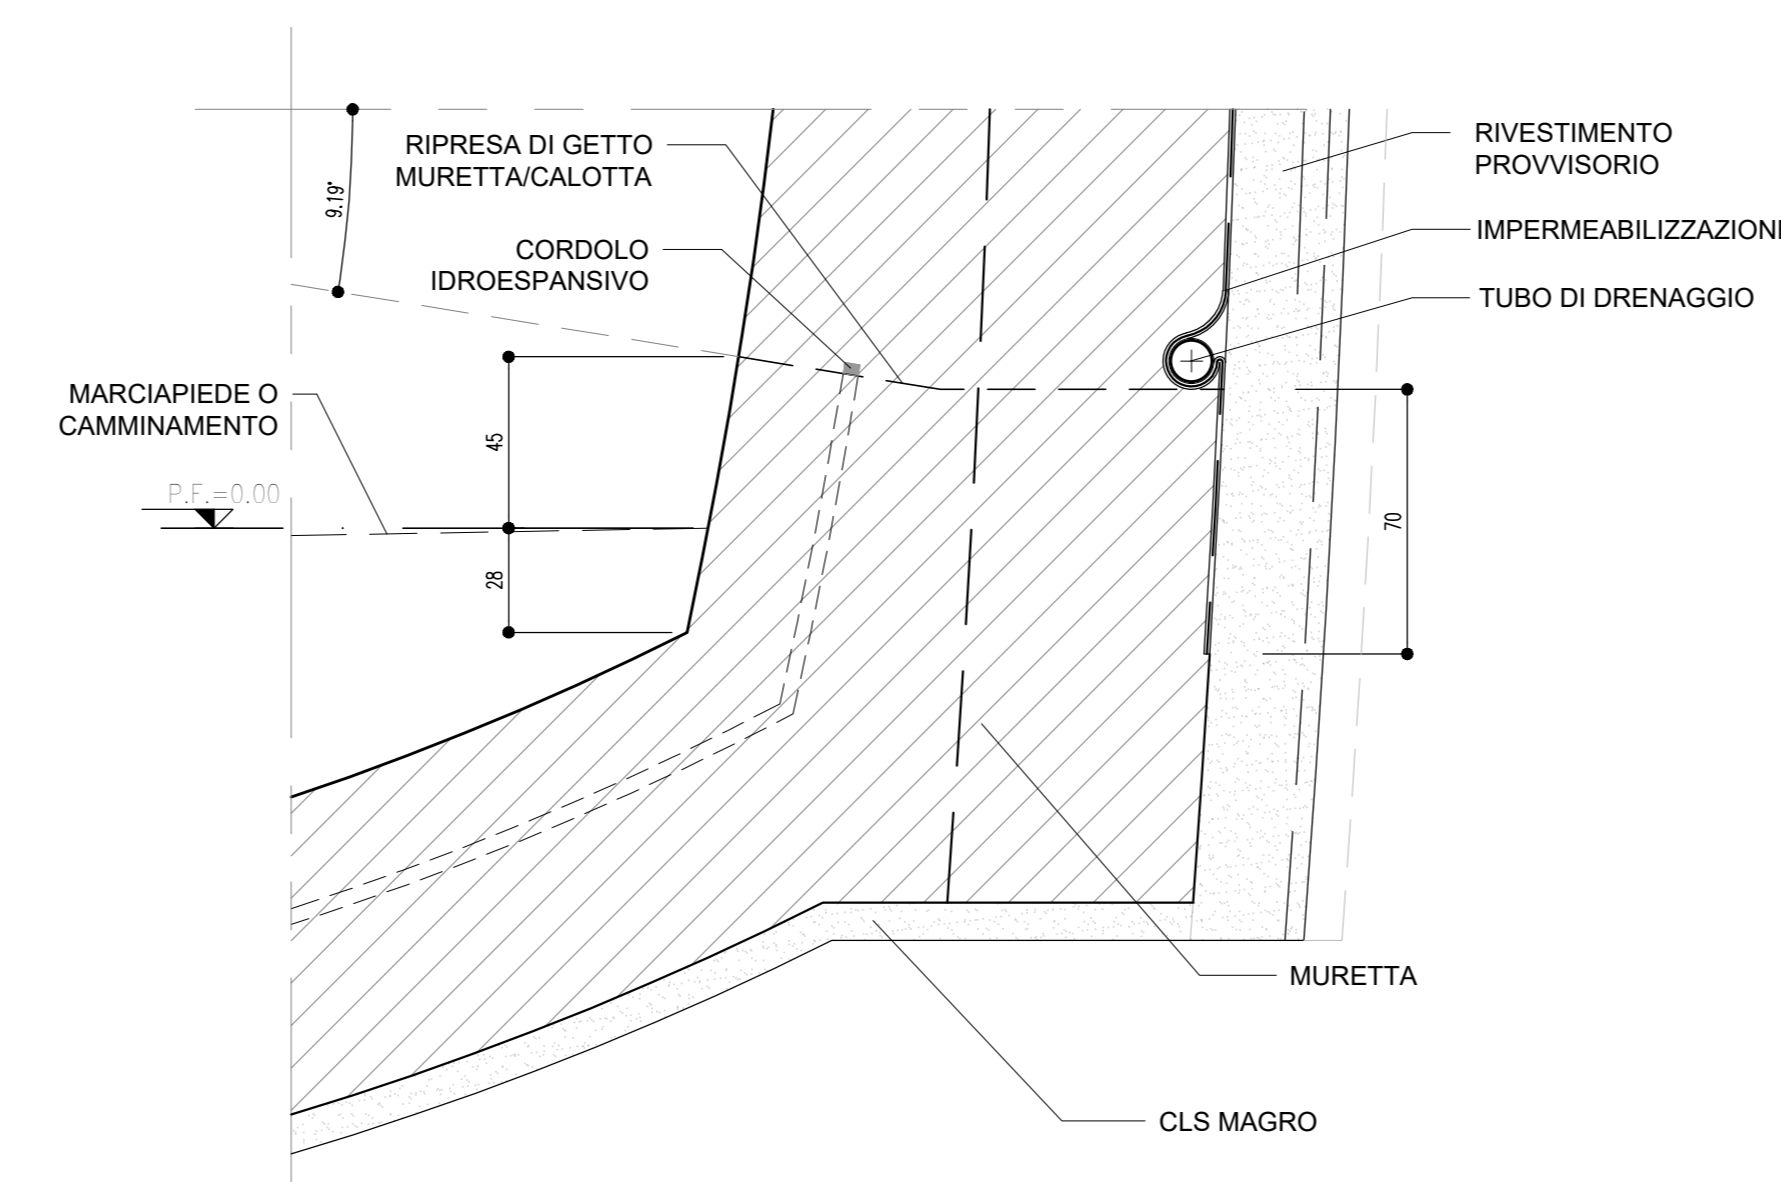 RIPRESA DI GETTO
MURETTA/CALOTTA
RIVESTIMENTO
PROVVISORIO
9.19°
CORDOLO
IDROESPANSIVO
IMPERMEABILIZZAZIONE
TUBO DI DRENAGGIO
MARCIAPIEDE O
CAMMINAMENTO
45
P.F.=0.00
70
28
MURETTA
CLS MAGRO